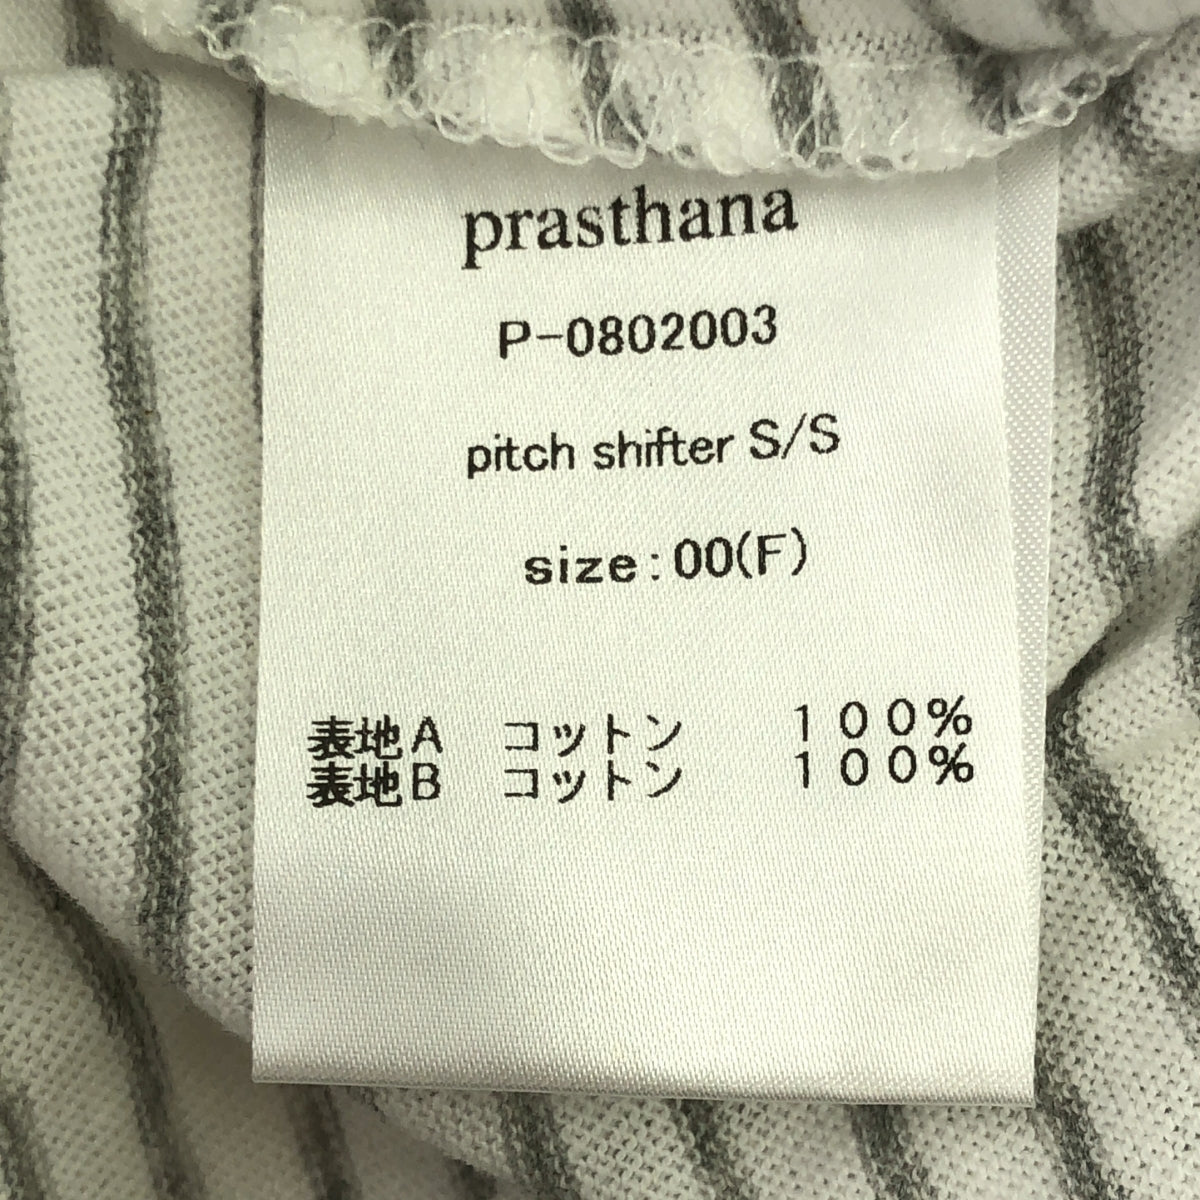 prasthana
P-0802003
pitch shifter S/S
size:00(F)
表地A コットン 100%
表地B コットン 100%